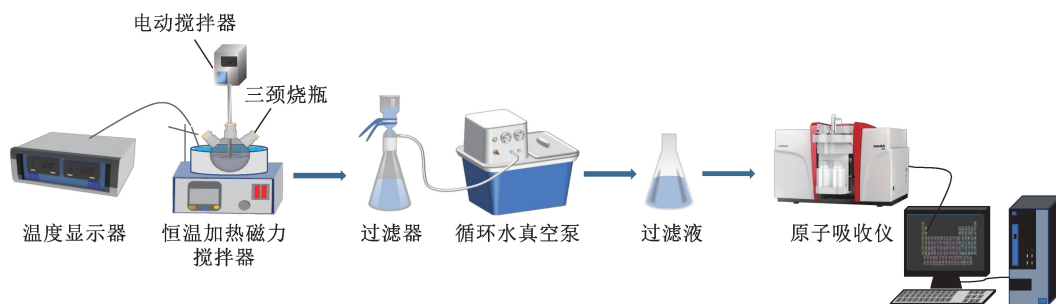 电动搅拌器
三颈烧瓶
温度显示器
恒温加热磁力
搅拌器
过滤器
循环水真空泵
过滤液
原子吸收仪